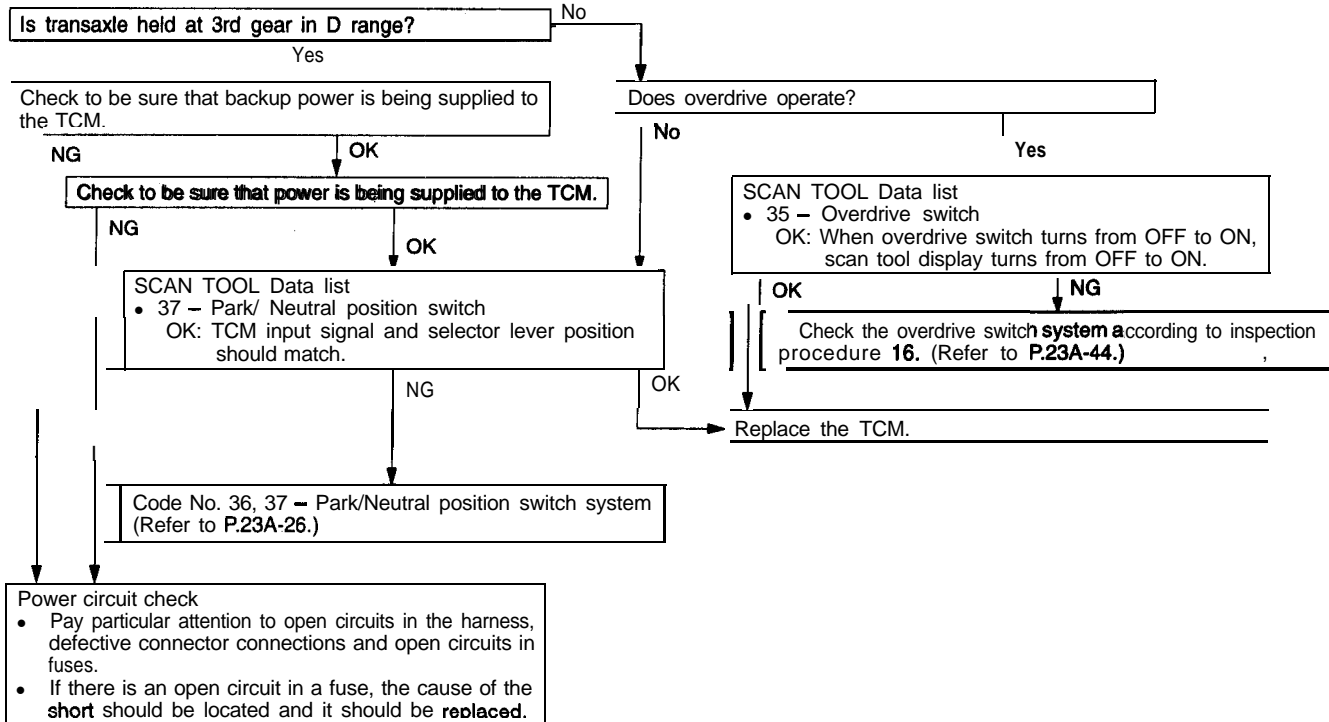 Is transaxle held at 3rd gear in D range?
No
Yes
Check to be sure that backup power is being supplied to
the TCM.
Does overdrive operate?
NG
OK
No
Yes
Check to be sure that power is being supplied to the TCM.
NG
OK
SCAN TOOL Data list
• 35 – Overdrive switch
OK: When overdrive switch turns from OFF to ON,
scan tool display turns from OFF to ON.
OK
NG
SCAN TOOL Data list
• 37 – Park/ Neutral position switch
OK: TCM input signal and selector lever position
should match.
Check the overdrive switch system according to inspection
procedure 16. (Refer to P.23A-44.)
NG
OK
Replace the TCM.
Code No. 36, 37 – Park/Neutral position switch system
(Refer to P.23A-26.)
Power circuit check
• Pay particular attention to open circuits in the harness,
defective connector connections and open circuits in
fuses.
• If there is an open circuit in a fuse, the cause of the
short should be located and it should be replaced.